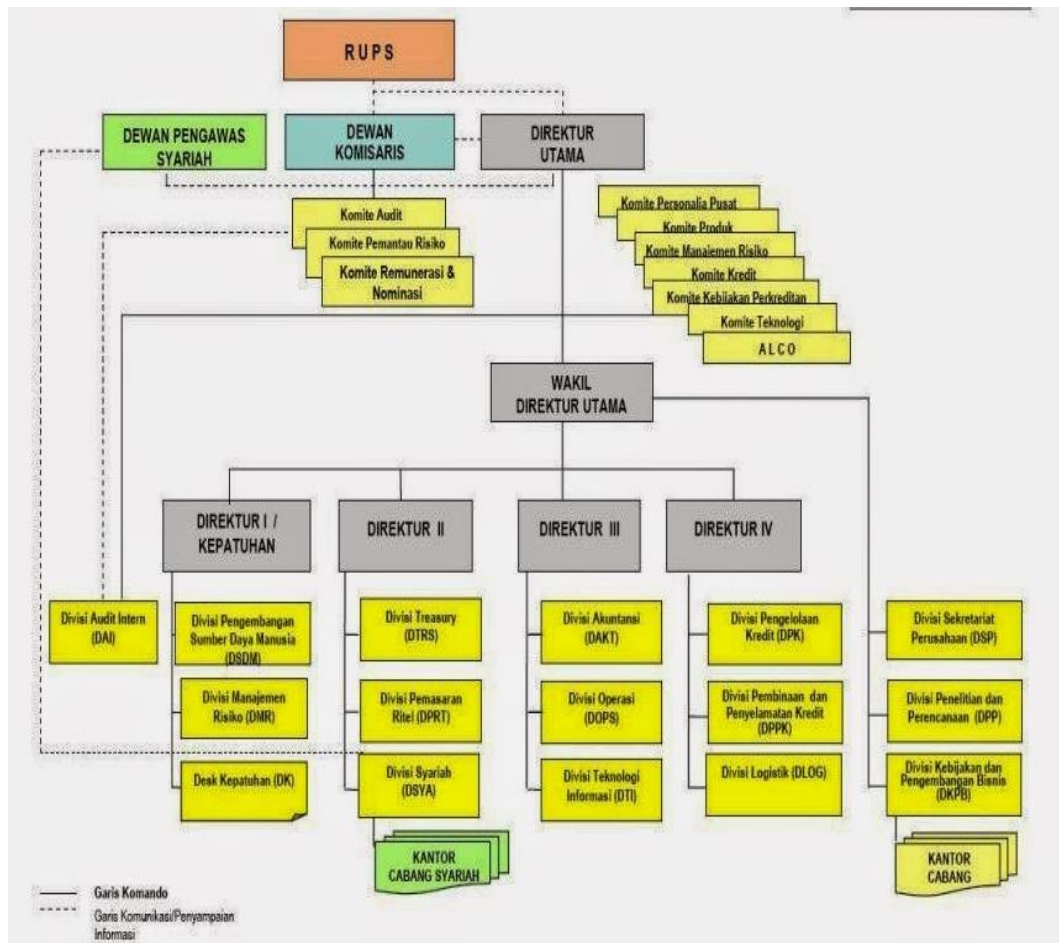 RUPS
DEWAN PENGAWAS
SYARIAH
DEWAN
KOMISARIS
DIREKTUR
UTAMA
Komite Audit
Komite Pemantau Risiko
Komite Remunerasi &
Nominasi
Komite Personalia Pusat
Komite Produk
Komite Manajemen Risiko
Komite Kredit
Komite Kebijakan Perkreditan
Komite Teknologi
ALCO
WAKIL
DIREKTUR UTAMA
DIREKTUR I /
KEPATUHAN
DIREKTUR II
DIREKTUR III
DIREKTUR IV
Divisi Audit Intern
(DAI)
Divisi Pengembangan
Sumber Daya Manusia
(DSDM)
Divisi Treasury
(DTRS)
Divisi Akuntansi
(DAKT)
Divisi Pengelolaan
Kredit (DPK)
Divisi Sekretariat
Perusahaan (DSP)
Divisi Manajemen
Risiko (DMR)
Divisi Pemasaran
Ritel (DPRT)
Divisi Operasi
(DOPS)
Divisi Pembinaan dan
Penyelamatan Kredit
(DPPK)
Divisi Penelitian dan
Perencanaan (DPP)
Desk Kepatuhan (DK)
Divisi Syariah
(DSYA)
Divisi Teknologi
Informasi (DTI)
Divisi Logistik (DLOG)
Divisi Kebijakan dan
Pengembangan Bisnis
(DKPB)
KANTOR
CABANG SYARIAH
KANTOR
CABANG
Garis Komando
Garis Komunikasi/Penyampaian
Informasi